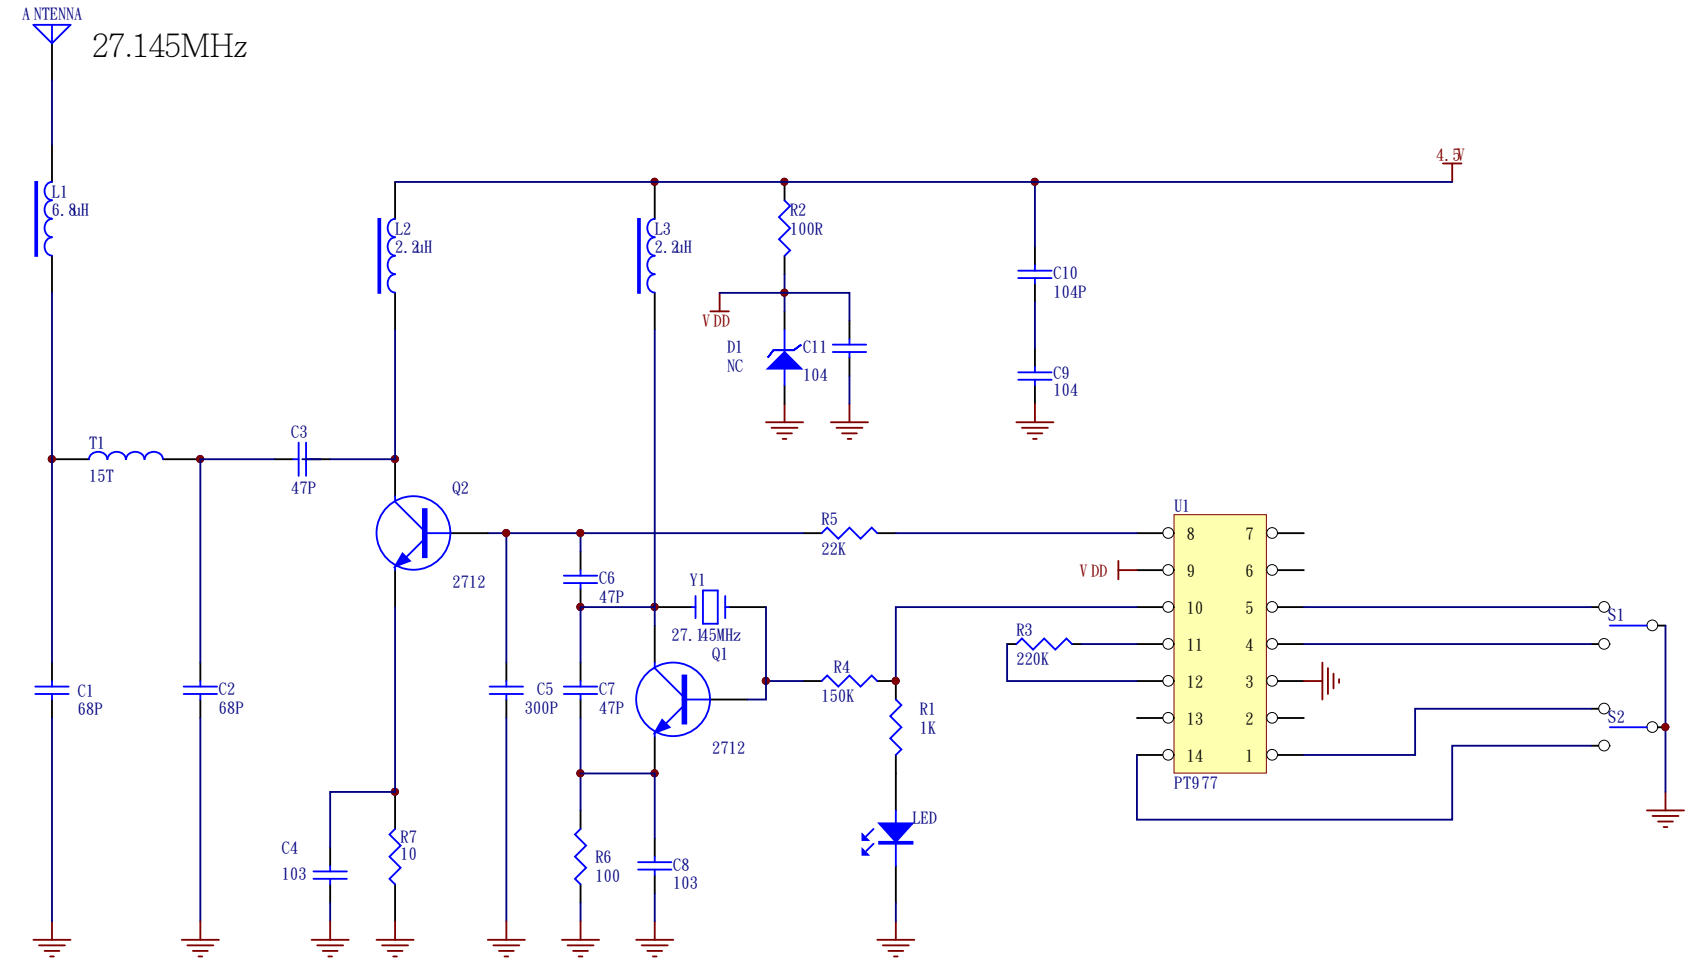 ANTENNA
27.145MHz
4.5V
L1
6.8uH
L2
2.2uH
L3
2.2uH
R2
100R
C10
104P
VDD
D1
NC
C11
104
C9
104
T1
15T
C3
47P
Q2
2712
R5
22K
U1
8 7
VDD 9 6
10 5
11 4
12 3
13 2
14 1
PT977
C6
47P
Y1
27.145MHz
Q1
2712
R3
220K
S1
S2
R4
150K
C1
68P
C2
68P
C5
300P
C7
47P
R1
1K
LED
C4
103
R7
10
R6
100
C8
103